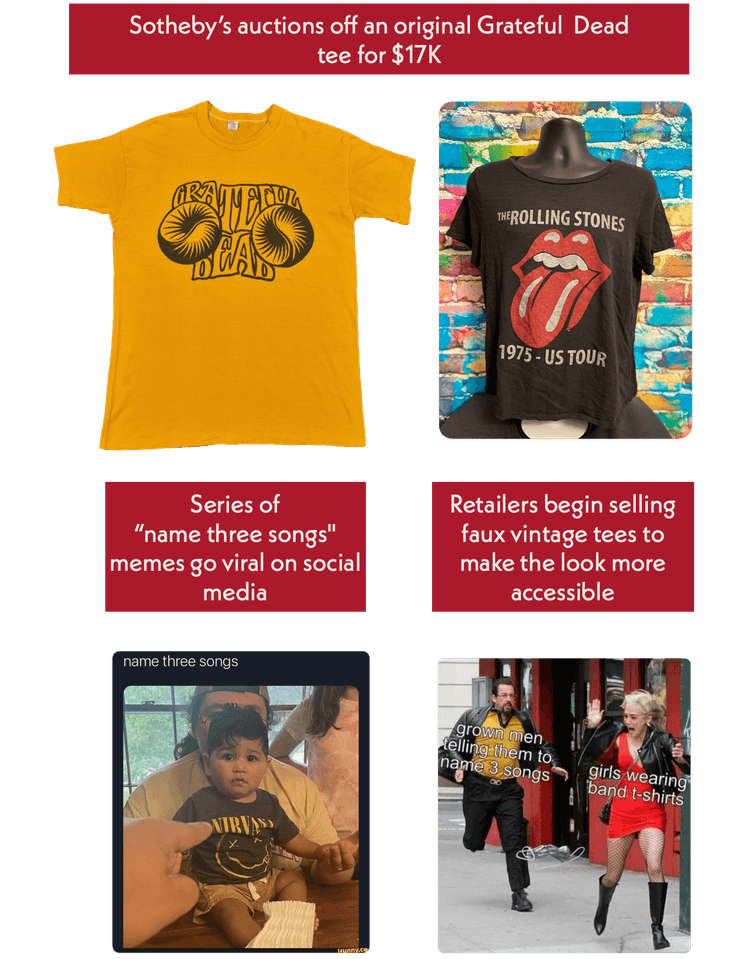 Sotheby’s auctions off an original Grateful Dead
tee for $17K
GRATEFUL
DEAD
THE ROLLING STONES
1975 - US TOUR
Series of
“name three songs"
memes go viral on social
media
Retailers begin selling
faux vintage tees to
make the look more
accessible
name three songs
NIRVANA
ifunny.co
grown men
telling them to
name 3 songs
girls wearing
band t-shirts